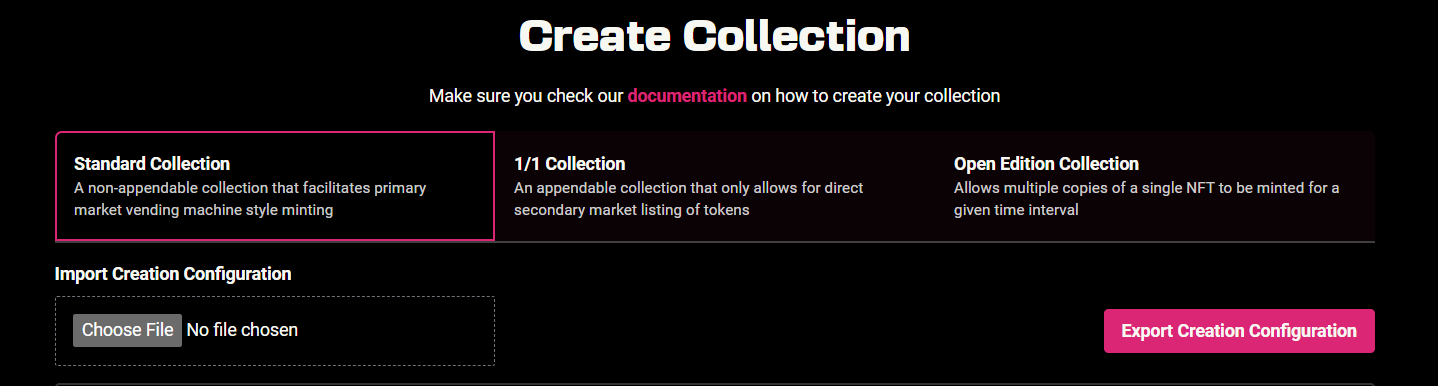 Create Collection
Make sure you check our documentation on how to create your collection
Standard Collection
A non-appendable collection that facilitates primary
market vending machine style minting
1/1 Collection
An appendable collection that only allows for direct
secondary market listing of tokens
Open Edition Collection
Allows multiple copies of a single NFT to be minted for a
given time interval
Import Creation Configuration
Choose File No file chosen
Export Creation Configuration